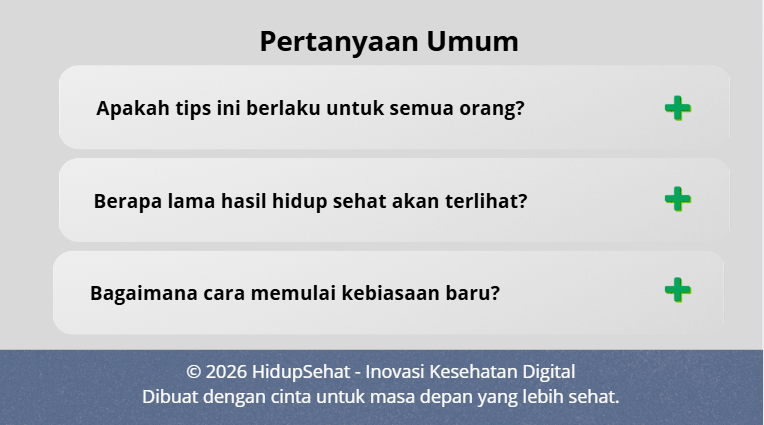 Pertanyaan Umum
Apakah tips ini berlaku untuk semua orang?
Berapa lama hasil hidup sehat akan terlihat?
Bagaimana cara memulai kebiasaan baru?
© 2026 HidupSehat - Inovasi Kesehatan Digital
Dibuat dengan cinta untuk masa depan yang lebih sehat.